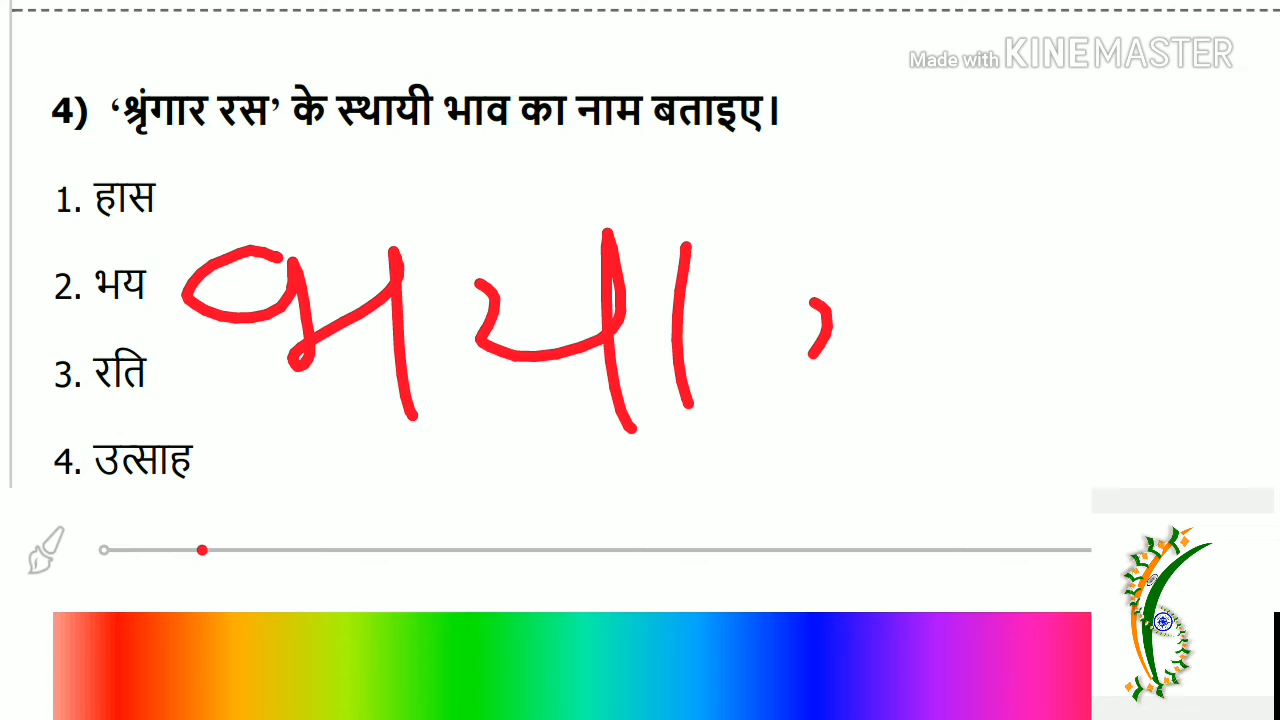 Made with KINEMASTER
4) ‘श्रृंगार रस’ के स्थायी भाव का नाम बताइए।
1. हास
2. भय
3. रति
4. उत्साह